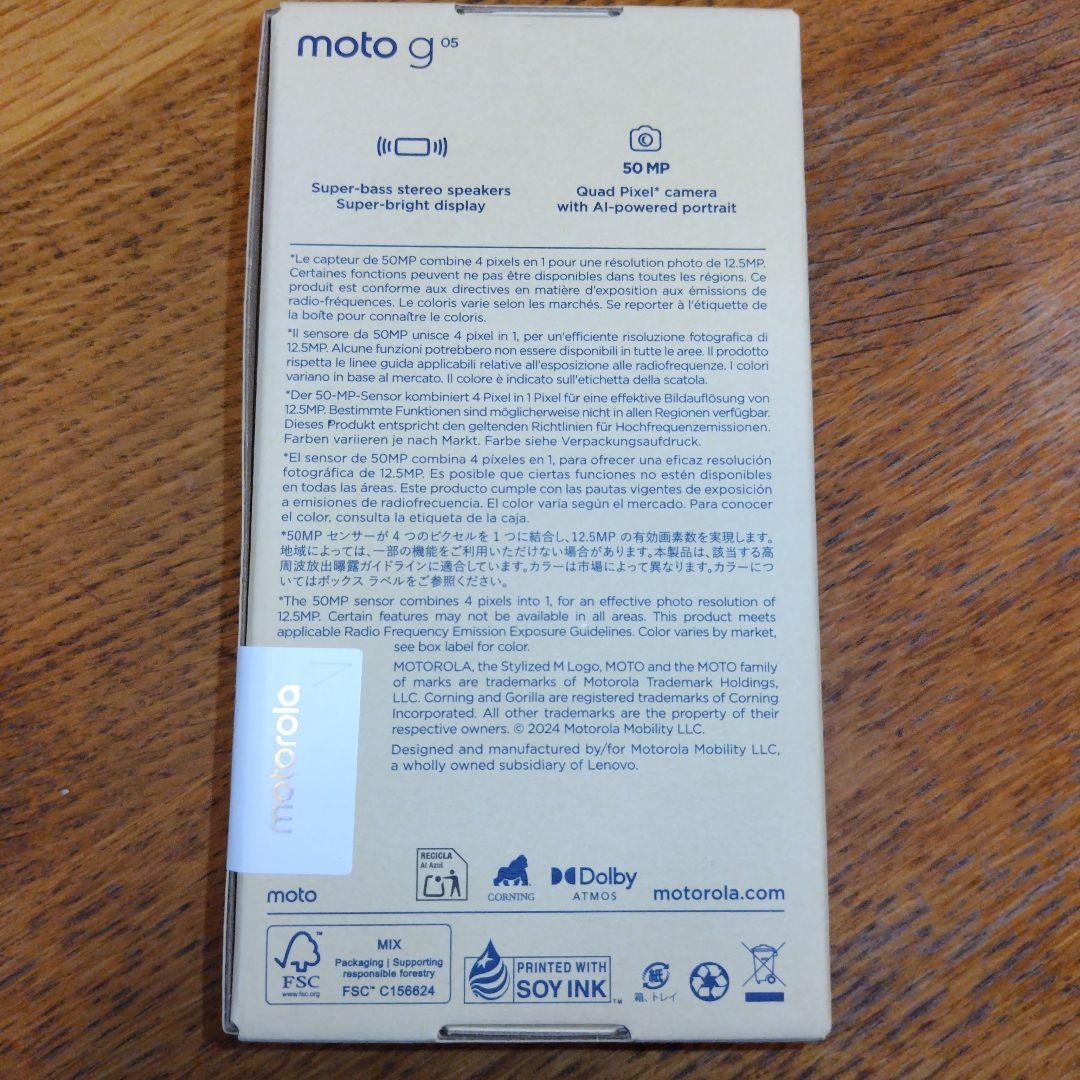 moto g 05
Super-bass stereo speakers
Super-bright display
50 MP
Quad Pixel* camera
with AI-powered portrait
*Le capteur de 50MP combine 4 pixels en 1 pour une résolution photo de 12.5MP.
Certaines fonctions peuvent ne pas être disponibles dans toutes les régions. Ce
produit est conforme aux directives en matière d'exposition aux émissions de
radio-fréquences. Le coloris varie selon les marchés. Se reporter à l'étiquette de
la boîte pour connaître le coloris.
*Il sensore da 50MP unisce 4 pixel in 1, per un'efficiente risoluzione fotografica di
12.5MP. Alcune funzioni potrebbero non essere disponibili in tutte le aree. Il prodotto
rispetta le linee guida applicabili relative all'esposizione alle radiofrequenze. I colori
variano in base al mercato. Il colore è indicato sull'etichetta della scatola.
*Der 50-MP-Sensor kombiniert 4 Pixel in 1 Pixel für eine effektive Bildauflösung von
12.5MP. Bestimmte Funktionen sind möglicherweise nicht in allen Regionen verfügbar.
Dieses Produkt entspricht den geltenden Richtlinien für Hochfrequenzemissionen.
Farben variieren je nach Markt. Farbe siehe Verpackungsaufdruck.
*El sensor de 50MP combina 4 píxeles en 1, para ofrecer una eficaz resolución
fotográfica de 12.5MP. Es posible que ciertas funciones no estén disponibles
en todas las áreas. Este producto cumple con las pautas vigentes de exposición
a emisiones de radiofrecuencia. El color varía según el mercado. Para conocer
el color, consulta la etiqueta de la caja.
*50MP センサーが 4 つのピクセルを 1 つに結合し、12.5MP の有効画素数を実現します。
地域によっては、一部の機能をご利用いただけない場合があります。本製品は、該当する高
周波放出曝露ガイドラインに適合しています。カラーは市場によって異なります。カラーにつ
いてはボックス ラベルをご参照ください。
*The 50MP sensor combines 4 pixels into 1, for an effective photo resolution of
12.5MP. Certain features may not be available in all areas. This product meets
applicable Radio Frequency Emission Exposure Guidelines. Color varies by market,
see box label for color.
MOTOROLA, the Stylized M Logo, MOTO and the MOTO family
of marks are trademarks of Motorola Trademark Holdings,
LLC. Corning and Gorilla are registered trademarks of Corning
Incorporated. All other trademarks are the property of their
respective owners. © 2024 Motorola Mobility LLC.
Designed and manufactured by/for Motorola Mobility LLC,
a wholly owned subsidiary of Lenovo.
motorola
RECICLA
Al Azul
CORNING
Dolby
ATMOS
moto
motorola.com
FSC™
www.fsc.org
MIX
Packaging | Supporting
responsible forestry
FSC™ C156624
PRINTED WITH
SOY INK™
紙
箱、トレイ